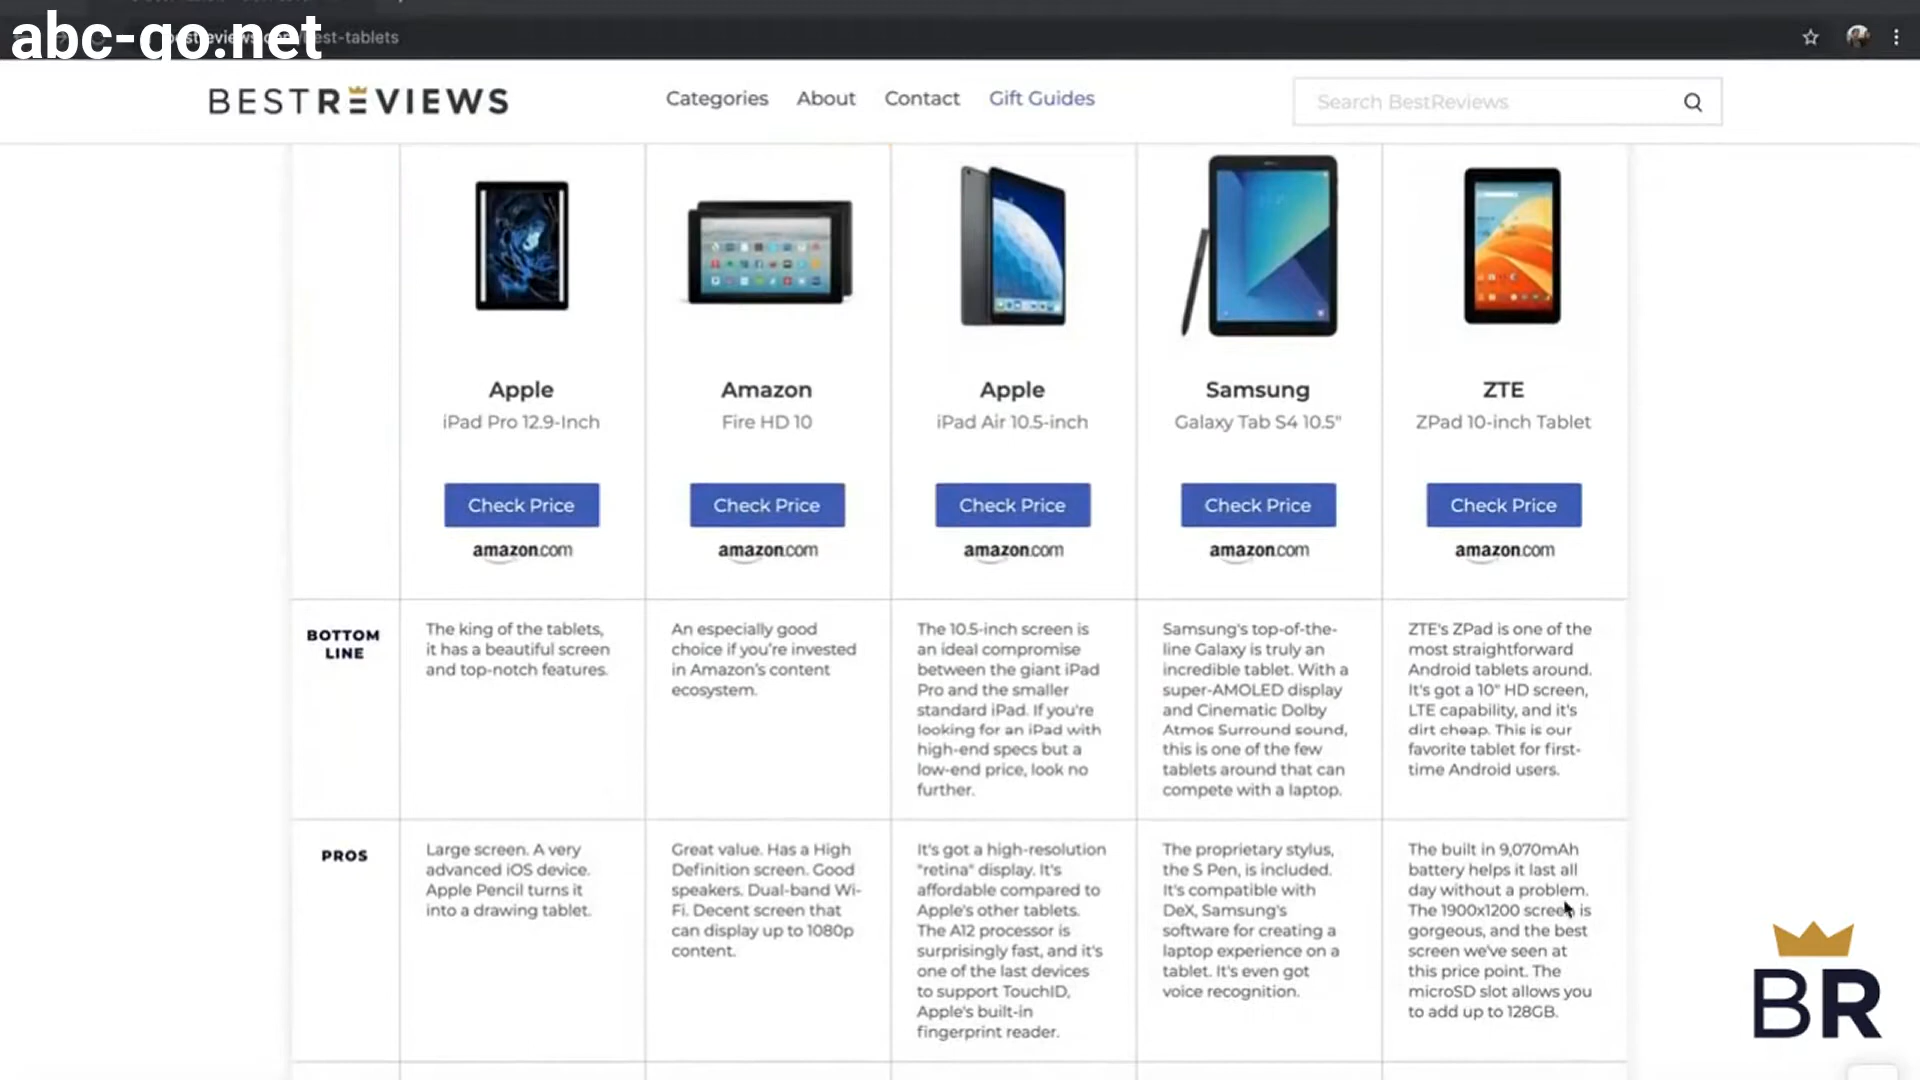 abc-go.net
est-tablets
BESTREVIEWS
Categories About Contact Gift Guides
Search BestReviews
Apple
iPad Pro 12.9-Inch
Check Price
amazon.com
Amazon
Fire HD 10
Check Price
amazon.com
Apple
iPad Air 10.5-inch
Check Price
amazon.com
Samsung
Galaxy Tab S4 10.5"
Check Price
amazon.com
ZTE
ZPad 10-inch Tablet
Check Price
amazon.com
BOTTOM
LINE
The king of the tablets,
it has a beautiful screen
and top-notch features.
An especially good
choice if you're invested
in Amazon's content
ecosystem.
The 10.5-inch screen is
an ideal compromise
between the giant iPad
Pro and the smaller
standard iPad. If you're
looking for an iPad with
high-end specs but a
low-end price, look no
further.
Samsung's top-of-the-
line Galaxy is truly an
incredible tablet. With a
super-AMOLED display
and Cinematic Dolby
Atmos Surround sound,
this is one of the few
tablets around that can
compete with a laptop.
ZTE's ZPad is one of the
most straightforward
Android tablets around.
It's got a 10" HD screen,
LTE capability, and it's
dirt cheap. This is our
favorite tablet for first-
time Android users.
PROS
Large screen. A very
advanced iOS device.
Apple Pencil turns it
into a drawing tablet.
Great value. Has a High
Definition screen. Good
speakers. Dual-band Wi-
Fi. Decent screen that
can display up to 1080p
content.
It's got a high-resolution
"retina" display. It's
affordable compared to
Apple's other tablets.
The A12 processor is
surprisingly fast, and it's
one of the last devices
to support TouchID,
Apple's built-in
fingerprint reader.
The proprietary stylus,
the S Pen, is included.
It's compatible with
DeX, Samsung's
software for creating a
laptop experience on a
tablet. It's even got
voice recognition.
The built in 9,070mAh
battery helps it last all
day without a problem.
The 1900x1200 screen is
gorgeous, and the best
screen we've seen at
this price point. The
microSD slot allows you
to add up to 128GB.
BR